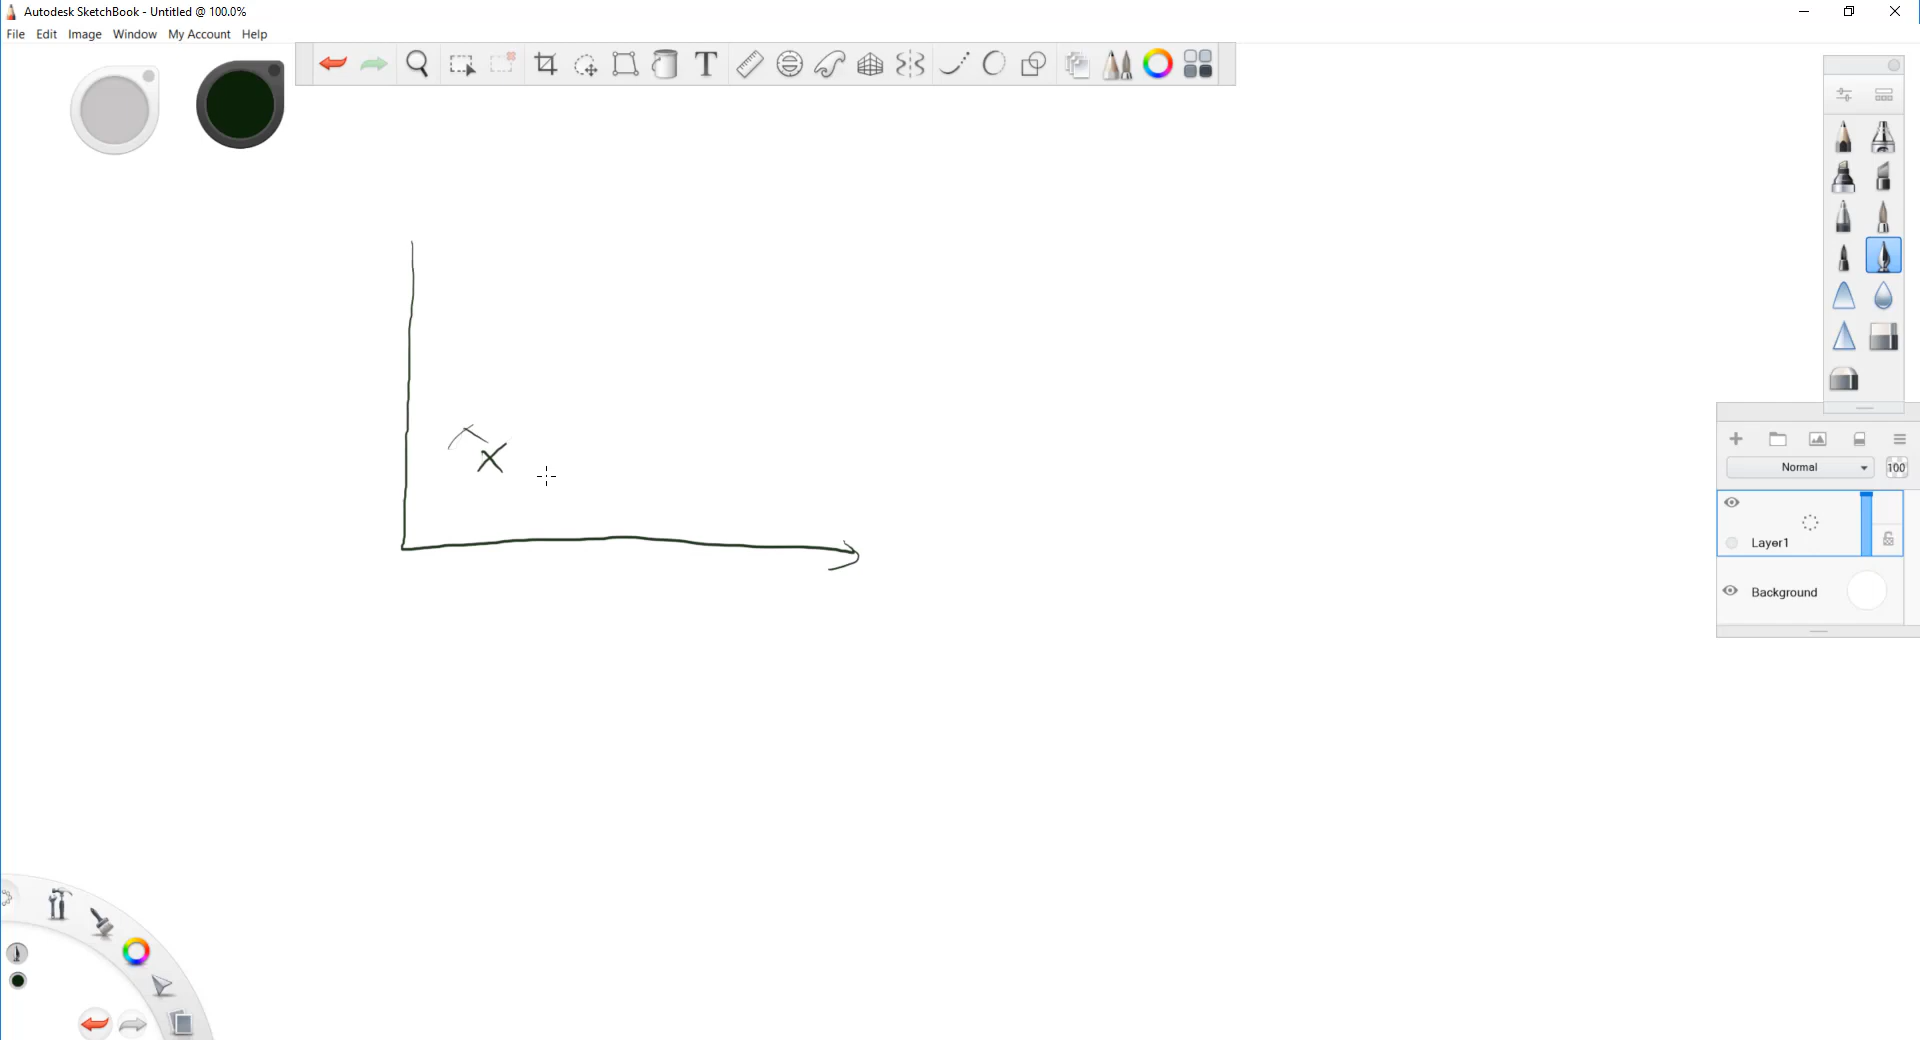 Autodesk SketchBook - Untitled @ 100.0%
File Edit Image Window My Account Help
T
x
Normal 100
Layer1
Background